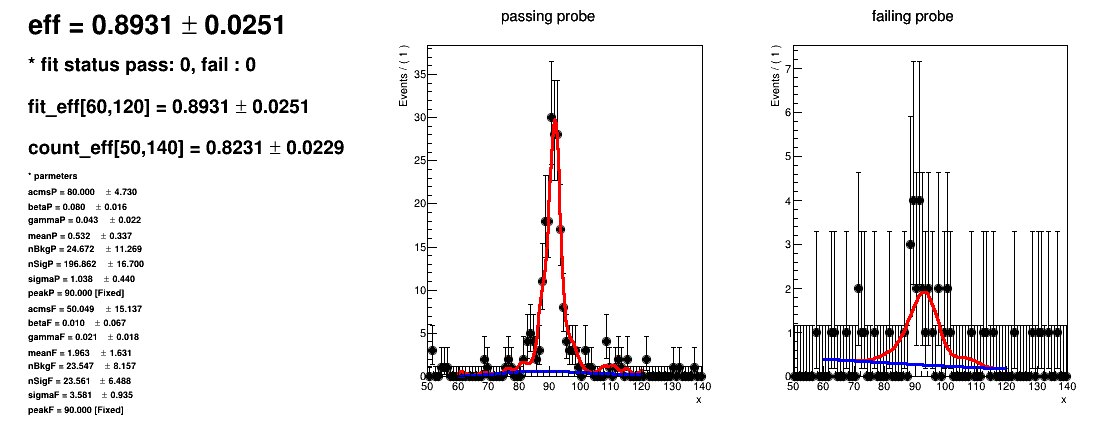 eff = 0.8931 ± 0.0251
* fit status pass: 0, fail : 0
fit_eff[60,120] = 0.8931 ± 0.0251
count_eff[50,140] = 0.8231 ± 0.0229
* parmeters
acmsP = 80.000 ± 4.730
betaP = 0.080 ± 0.016
gammaP = 0.043 ± 0.022
meanP = 0.532 ± 0.337
nBkgP = 24.672 ± 11.269
nSigP = 196.862 ± 16.700
sigmaP = 1.038 ± 0.440
peakP = 90.000 [Fixed]
acmsF = 50.049 ± 15.137
betaF = 0.010 ± 0.067
gammaF = 0.021 ± 0.018
meanF = 1.963 ± 1.631
nBkgF = 23.547 ± 8.157
nSigF = 23.561 ± 6.488
sigmaF = 3.581 ± 0.935
peakF = 90.000 [Fixed]
passing probe
Events / ( 1 )
35
30
25
20
15
10
5
0
50 60 70 80 90 100 110 120 130 140
x
failing probe
Events / ( 1 )
7
6
5
4
3
2
1
0
50 60 70 80 90 100 110 120 130 140
x